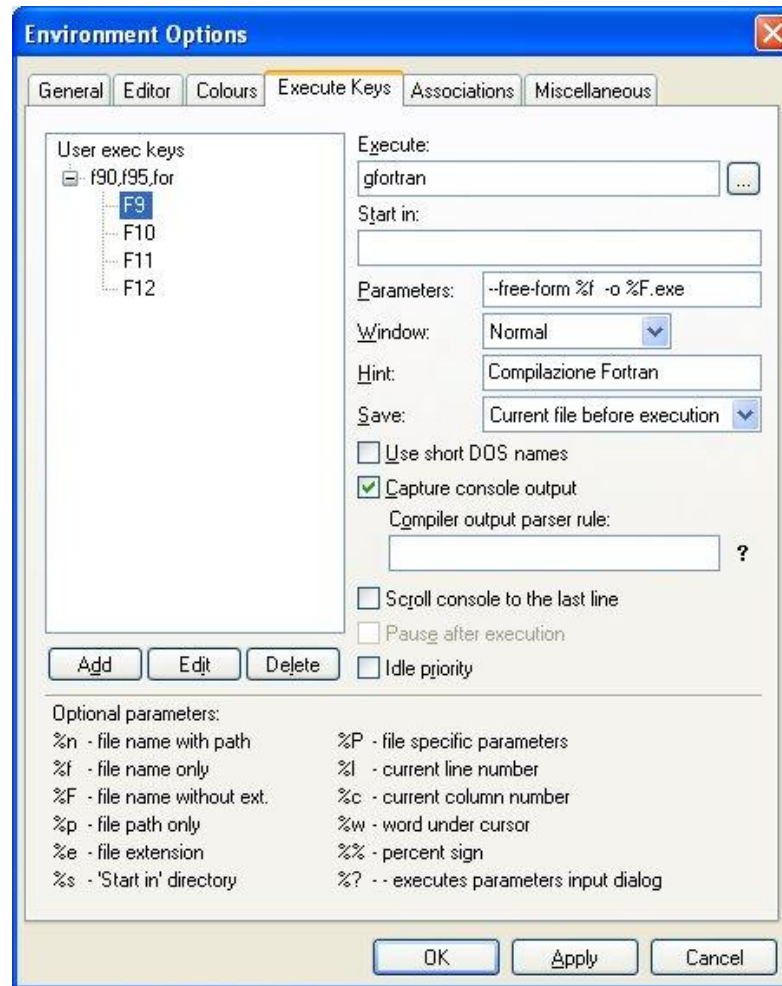 Environment Options
General Editor Colours Execute Keys Associations Miscellaneous
User exec keys
f90,f95,for
F9
F10
F11
F12
Add Edit Delete
Execute:
gfortran
...
Start in:
Parameters: --free-form %f -o %F.exe
Window: Normal
Hint: Compilazione Fortran
Save: Current file before execution
Use short DOS names
Capture console output
Compiler output parser rule:
?
Scroll console to the last line
Pause after execution
Idle priority
Optional parameters:
%n - file name with path
%f - file name only
%F - file name without ext.
%p - file path only
%e - file extension
%s - 'Start in' directory
%P - file specific parameters
%l - current line number
%c - current column number
%w - word under cursor
%% - percent sign
%? - - executes parameters input dialog
OK Apply Cancel